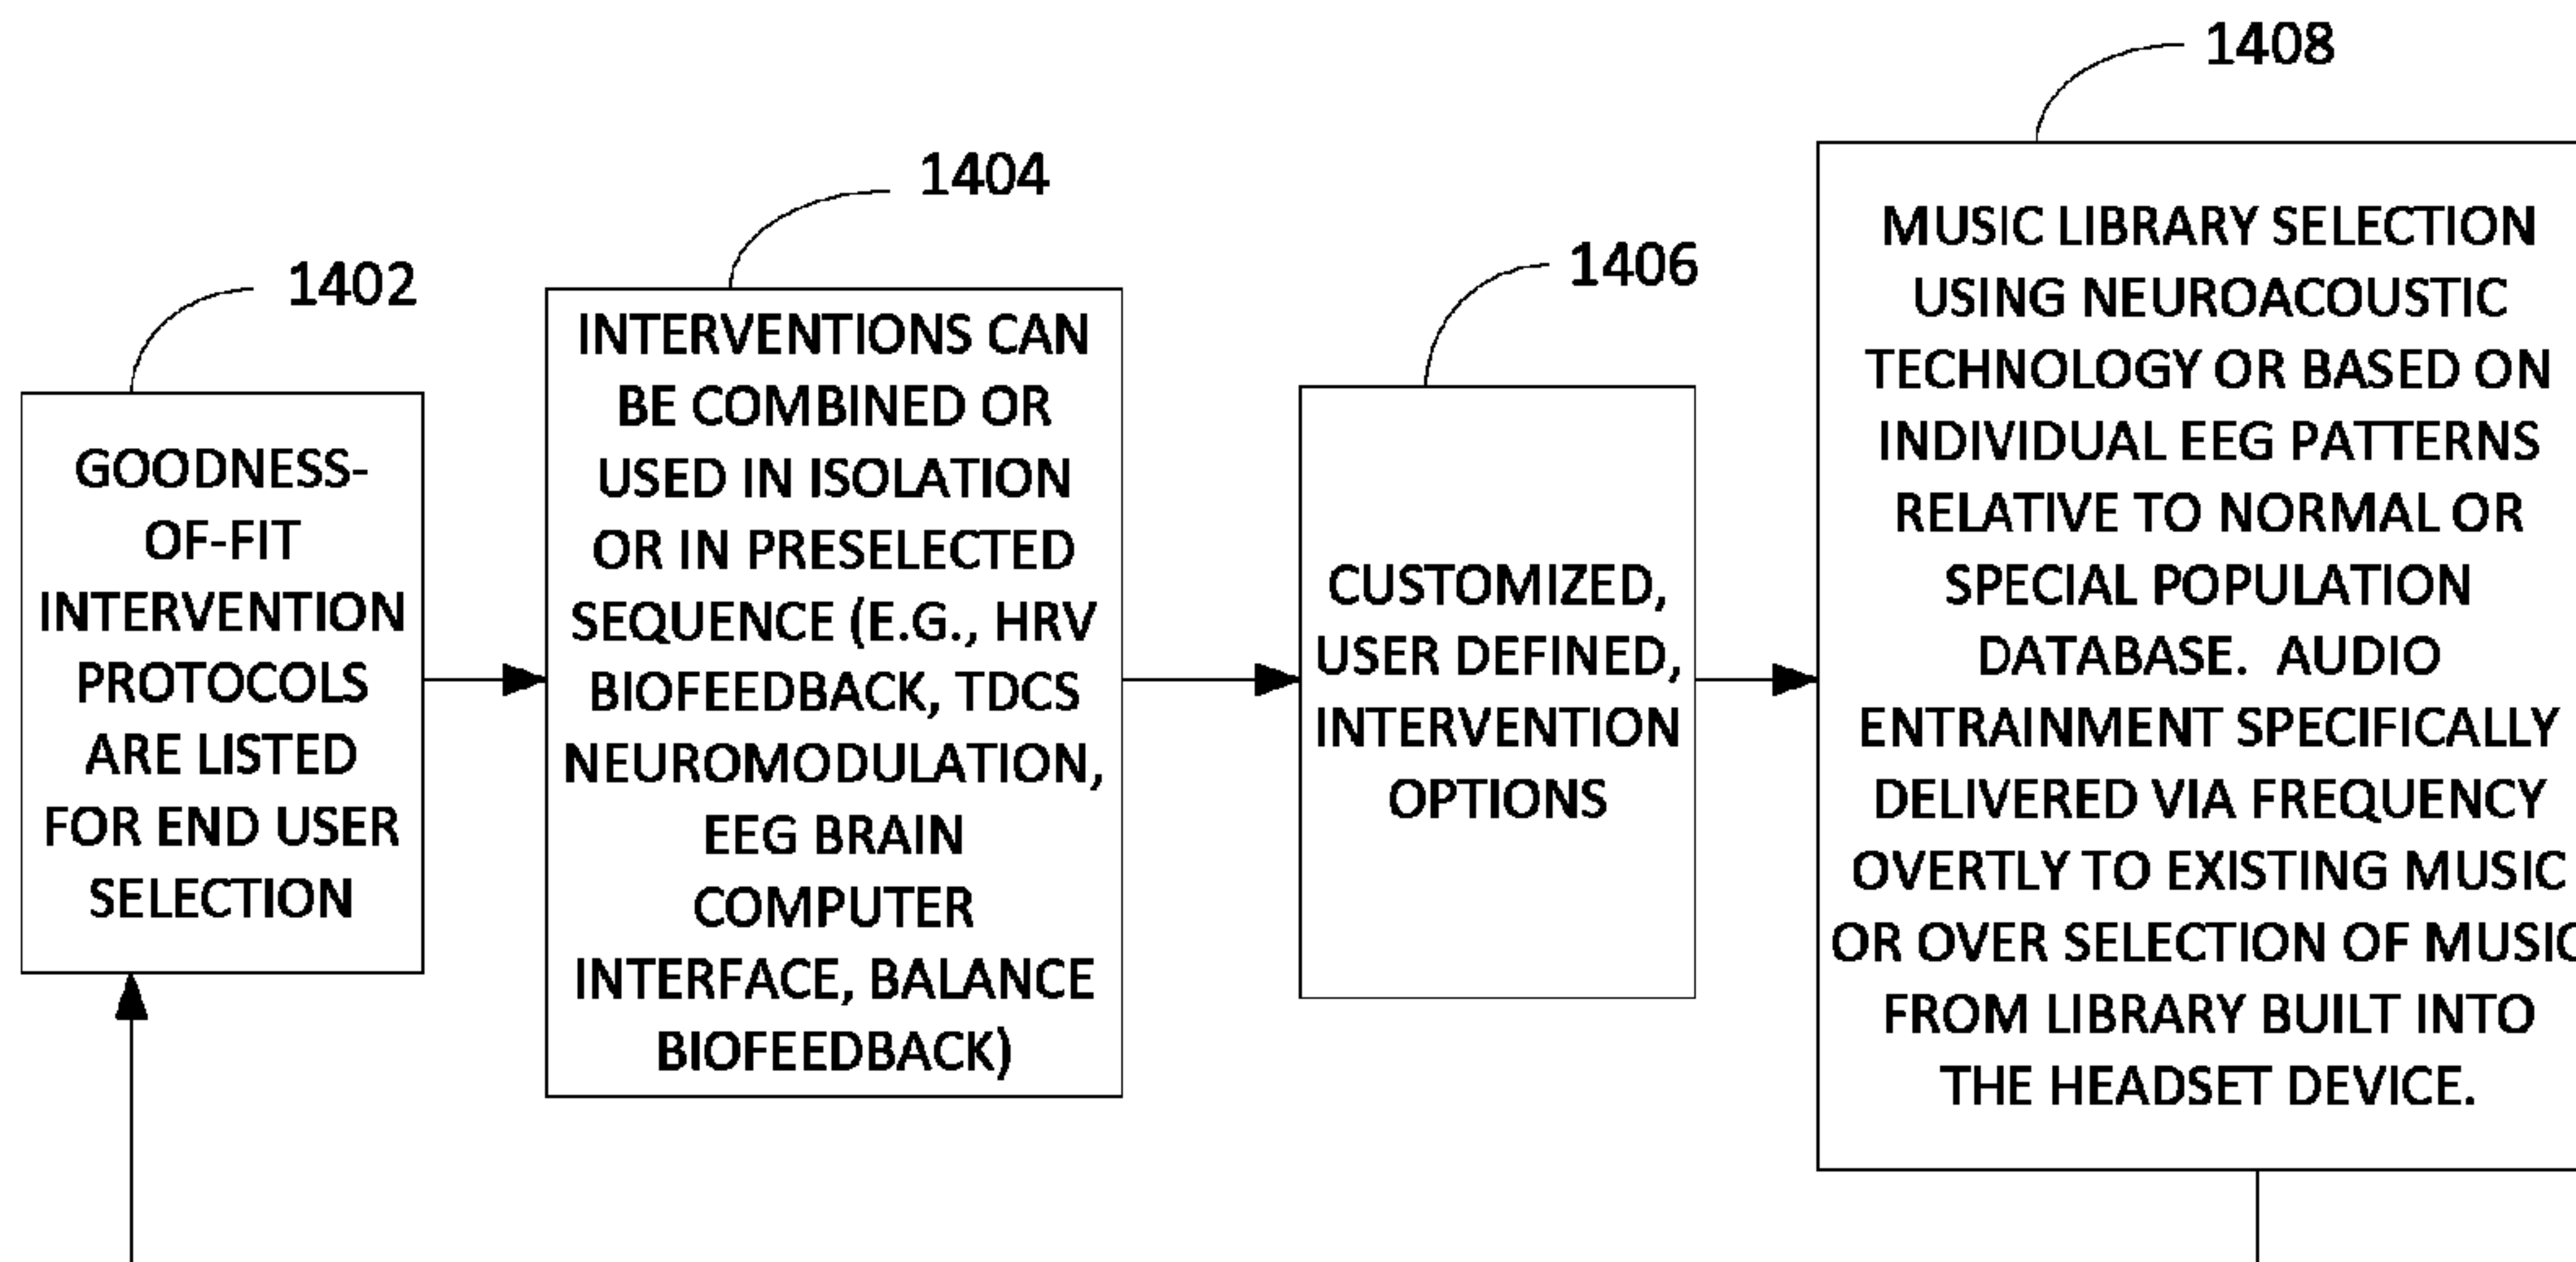 1402
GOODNESS-
OF-FIT
INTERVENTION
PROTOCOLS
ARE LISTED
FOR END USER
SELECTION
1404
INTERVENTIONS CAN
BE COMBINED OR
USED IN ISOLATION
OR IN PRESELECTED
SEQUENCE (E.G., HRV
BIOFEEDBACK, TDCS
NEUROMODULATION,
EEG BRAIN
COMPUTER
INTERFACE, BALANCE
BIOFEEDBACK)
1406
CUSTOMIZED,
USER DEFINED,
INTERVENTION
OPTIONS
1408
MUSIC LIBRARY SELECTION
USING NEUROACOUSTIC
TECHNOLOGY OR BASED ON
INDIVIDUAL EEG PATTERNS
RELATIVE TO NORMAL OR
SPECIAL POPULATION
DATABASE. AUDIO
ENTRAINMENT SPECIFICALLY
DELIVERED VIA FREQUENCY
OVERTLY TO EXISTING MUSIC
OR OVER SELECTION OF MUSIC
FROM LIBRARY BUILT INTO
THE HEADSET DEVICE.